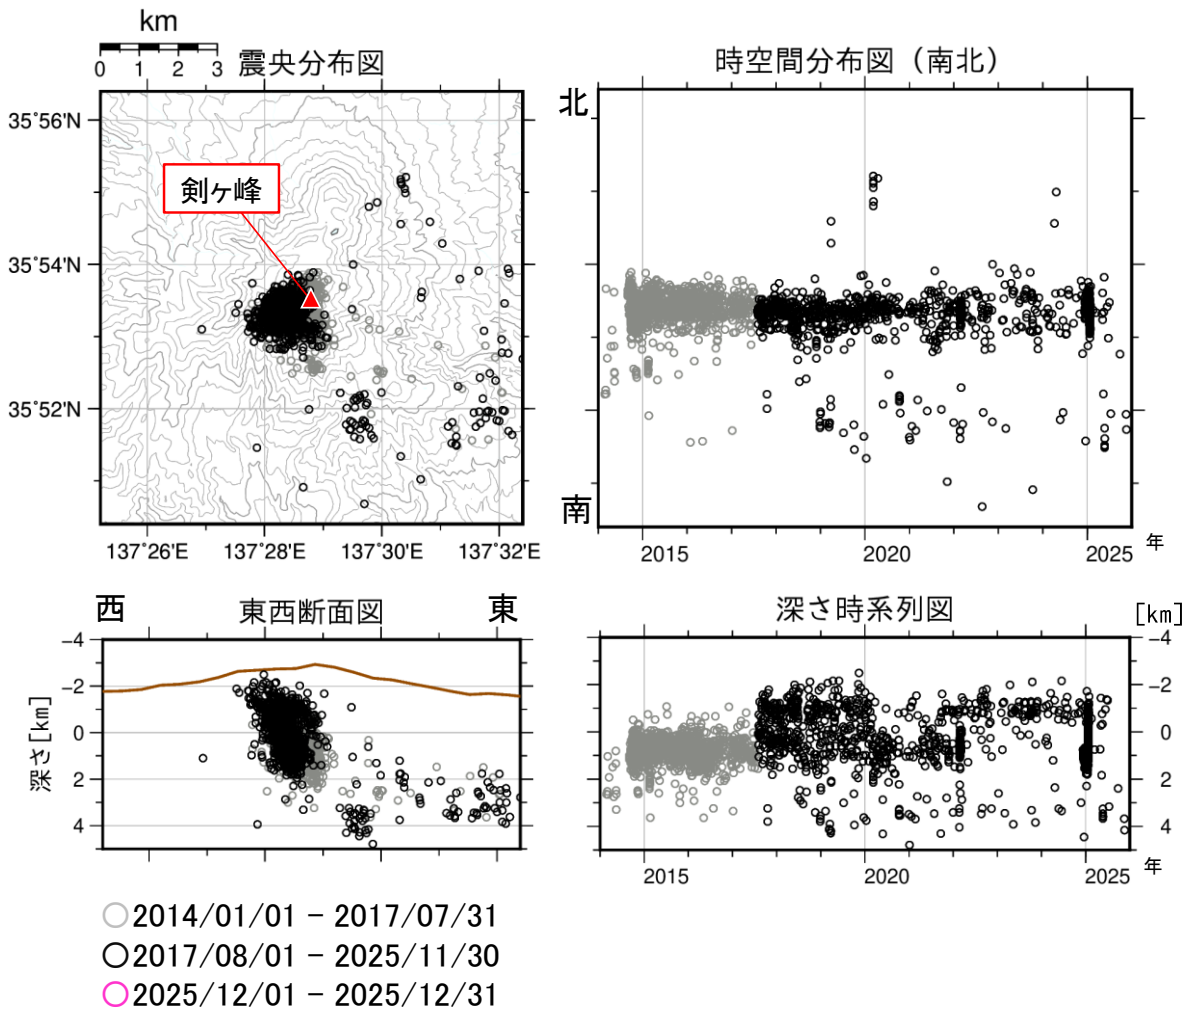 km
0 1 2 3
震央分布図
35°56'N
35°54'N
35°52'N
剣ヶ峰
137°26'E 137°28'E 137°30'E 137°32'E
時空間分布図（南北）
北
南
2015 2020 2025 年
西 東西断面図 東
深さ[km]
-4
-2
0
2
4
深さ時系列図
[km]
-4
-2
0
2
4
2015 2020 2025 年
2014/01/01 - 2017/07/31
2017/08/01 - 2025/11/30
2025/12/01 - 2025/12/31